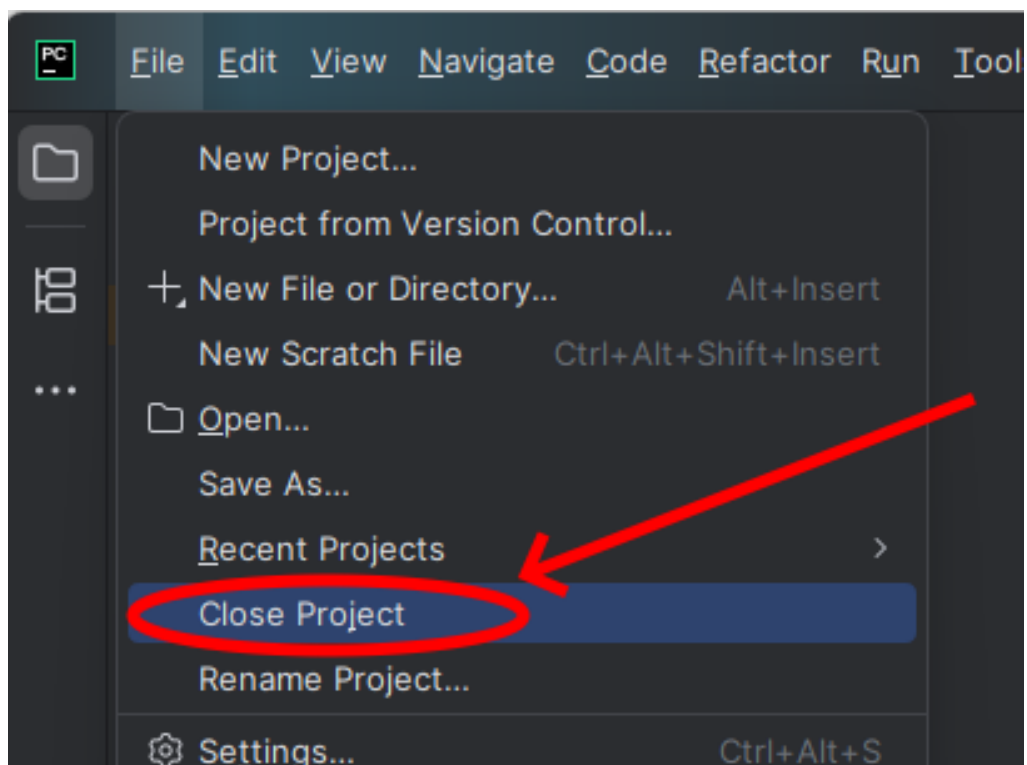 PC File Edit View Navigate Code Refactor Run Tool
New Project...
Project from Version Control...
New File or Directory... Alt+Insert
New Scratch File Ctrl+Alt+Shift+Insert
Open...
Save As...
Recent Projects
Close Project
Rename Project...
Settings... Ctrl+Alt+S